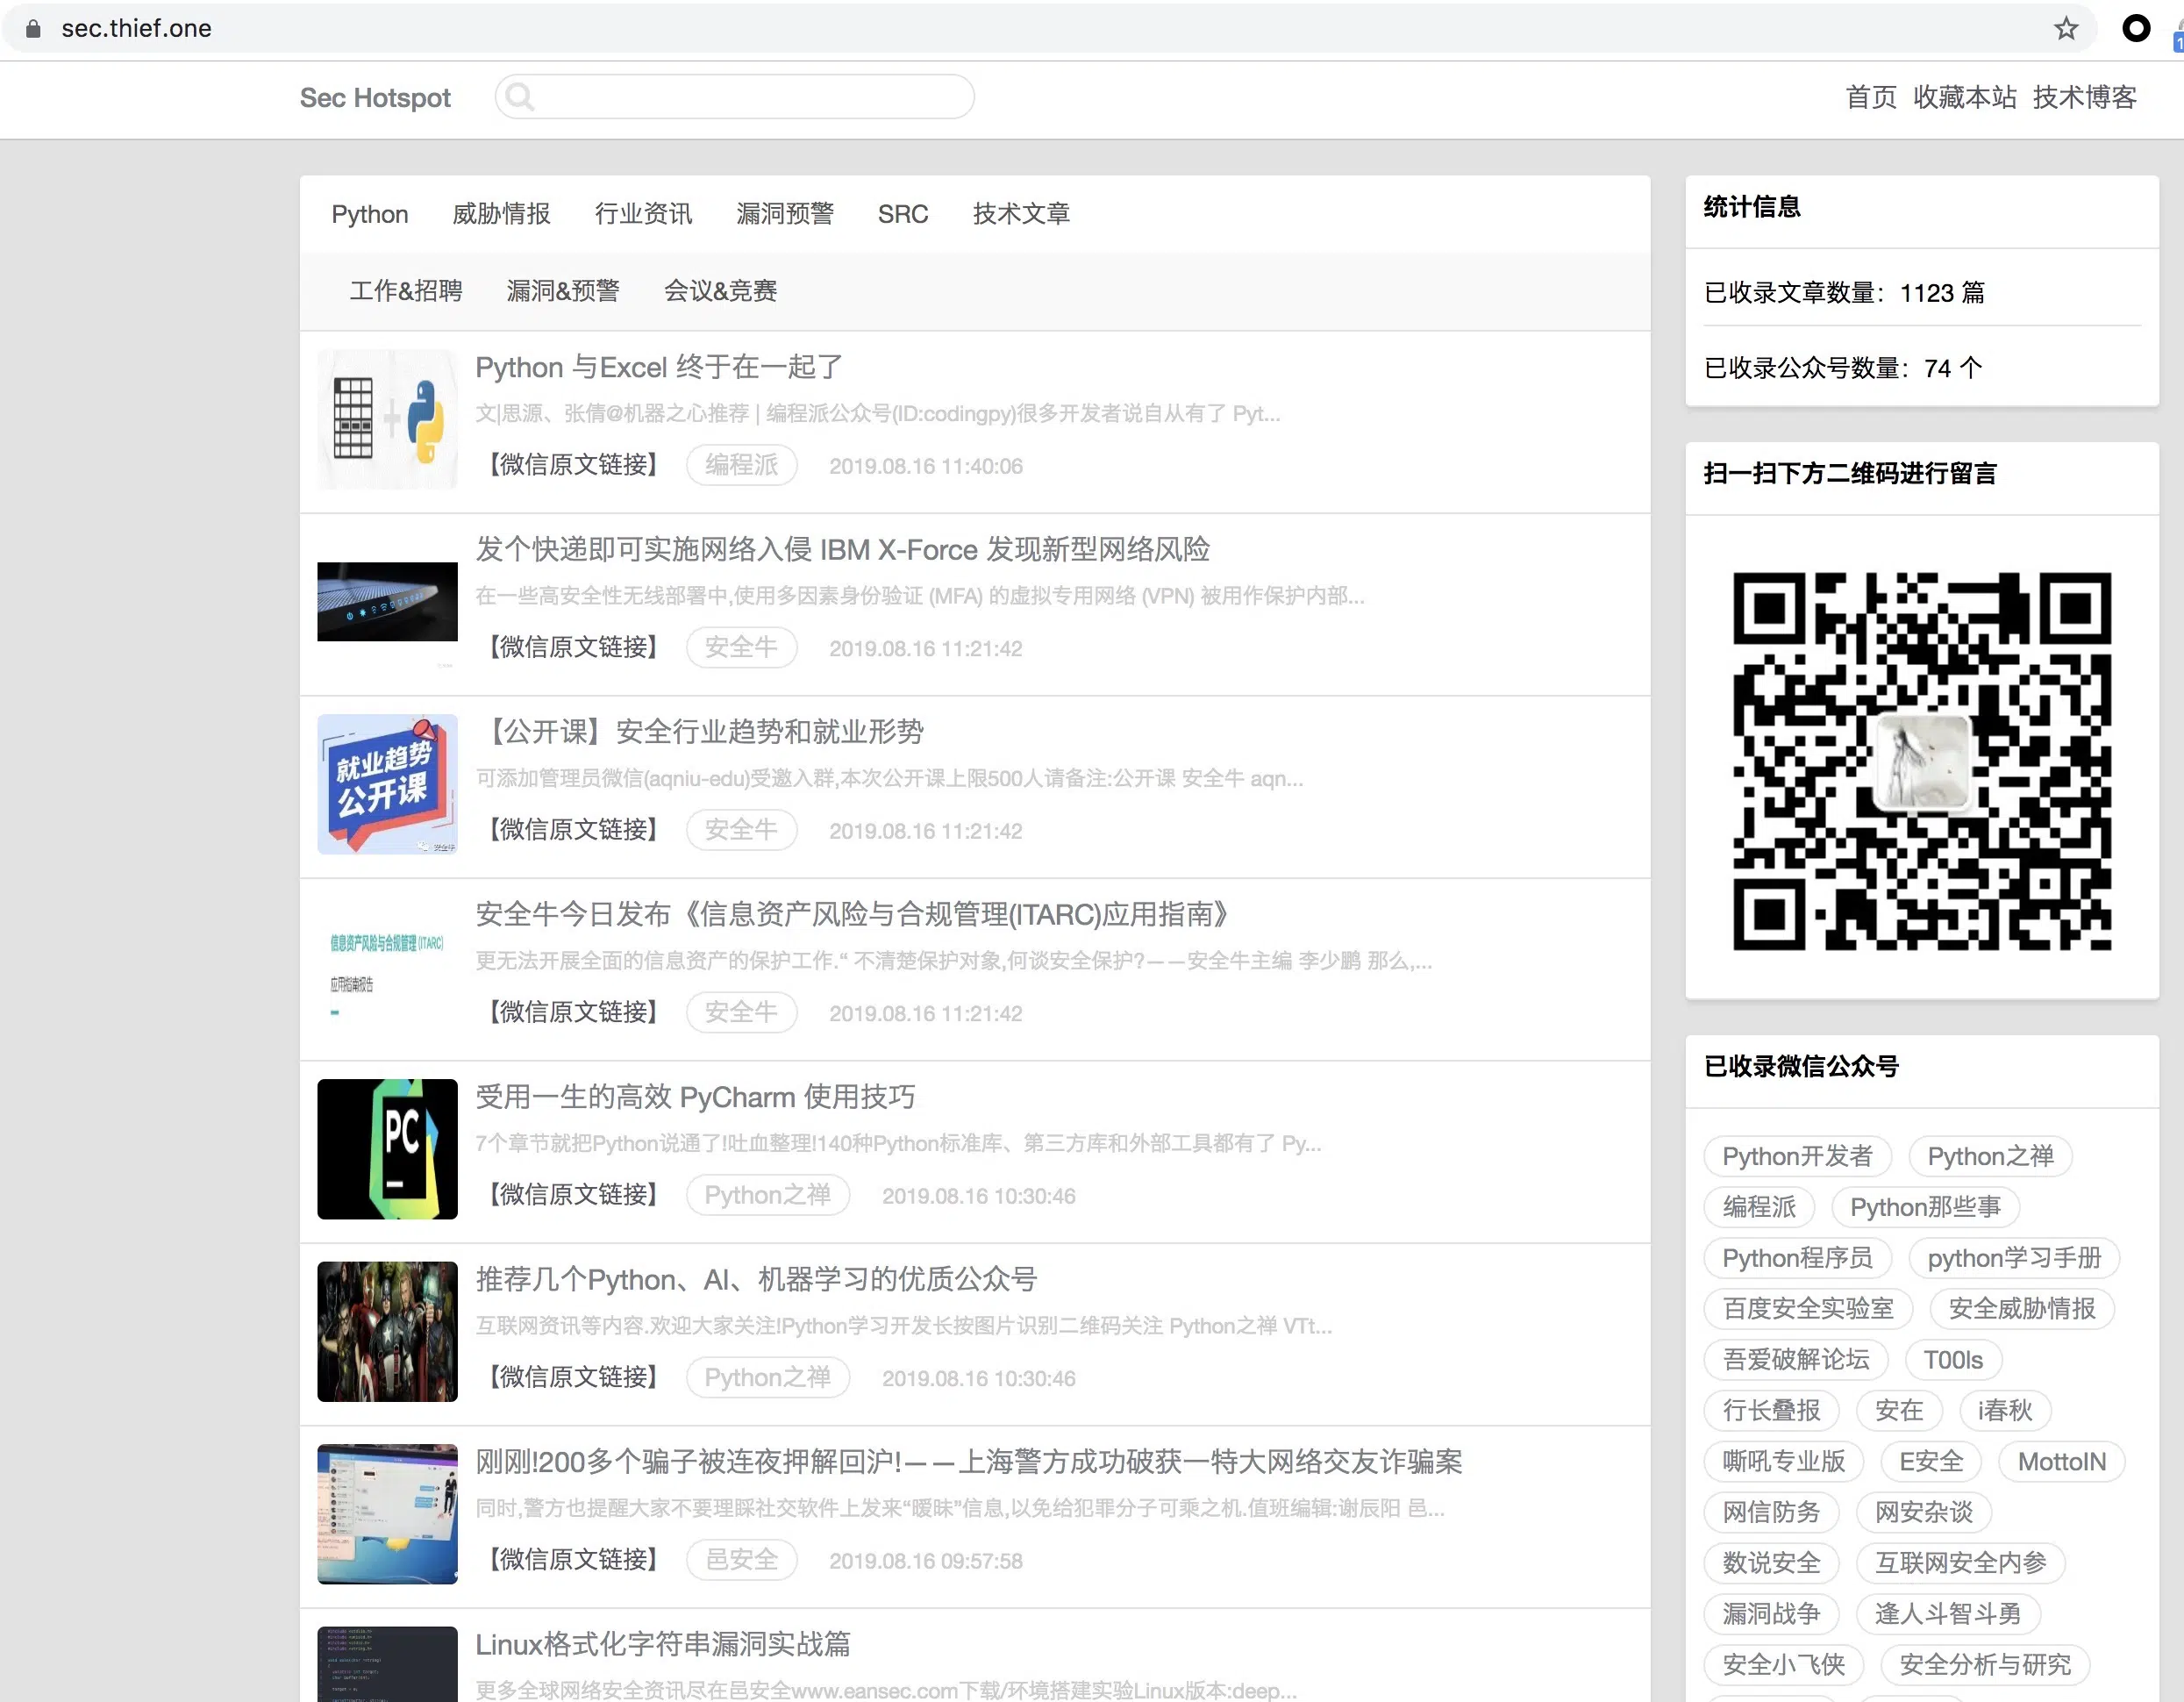 sec.thief.one
Sec Hotspot
首页 收藏本站 技术博客
Python 威胁情报 行业资讯 漏洞预警 SRC 技术文章
工作&招聘 漏洞&预警 会议&竞赛
Python 与Excel 终于在一起了
文|思源、张倩@机器之心推荐 | 编程派公众号(ID:codingpy)很多开发者说自从有了 Pyt...
【微信原文链接】 编程派 2019.08.16 11:40:06
发个快递即可实施网络入侵 IBM X-Force 发现新型网络风险
在一些高安全性无线部署中,使用多因素身份验证 (MFA) 的虚拟专用网络 (VPN) 被用作保护内部...
【微信原文链接】 安全牛 2019.08.16 11:21:42
就业趋势
公开课
安全牛
【公开课】安全行业趋势和就业形势
可添加管理员微信(aqniu-edu)受邀入群,本次公开课上限500人请备注:公开课 安全牛 aqn...
【微信原文链接】 安全牛 2019.08.16 11:21:42
信息资产风险与合规管理 (ITARC)
应用指南报告
安全牛今日发布《信息资产风险与合规管理(ITARC)应用指南》
更无法开展全面的信息资产的保护工作.“ 不清楚保护对象,何谈安全保护?——安全牛主编 李少鹏 那么,...
【微信原文链接】 安全牛 2019.08.16 11:21:42
PC
受用一生的高效 PyCharm 使用技巧
7个章节就把Python说通了!吐血整理!140种Python标准库、第三方库和外部工具都有了 Py...
【微信原文链接】 Python之禅 2019.08.16 10:30:46
推荐几个Python、AI、机器学习的优质公众号
互联网资讯等内容.欢迎大家关注!Python学习开发长按图片识别二维码关注 Python之禅 VTt...
【微信原文链接】 Python之禅 2019.08.16 10:30:46
刚刚!200多个骗子被连夜押解回沪!——上海警方成功破获一特大网络交友诈骗案
同时,警方也提醒大家不要理睬社交软件上发来“暧昧”信息,以免给犯罪分子可乘之机.值班编辑:谢辰阳 邑...
【微信原文链接】 邑安全 2019.08.16 09:57:58
Linux格式化字符串漏洞实战篇
更多全球网络安全资讯尽在邑安全www.eansec.com下载/环境搭建实验Linux版本:deep...
统计信息
已收录文章数量：1123 篇
已收录公众号数量：74 个
扫一扫下方二维码进行留言
已收录微信公众号
Python开发者 Python之禅
编程派 Python那些事
Python程序员 python学习手册
百度安全实验室 安全威胁情报
吾爱破解论坛 T00ls
行长叠报 安在 i春秋
嘶吼专业版 E安全 MottoIN
网信防务 网安杂谈
数说安全 互联网安全内参
漏洞战争 逢人斗智斗勇
安全小飞侠 安全分析与研究